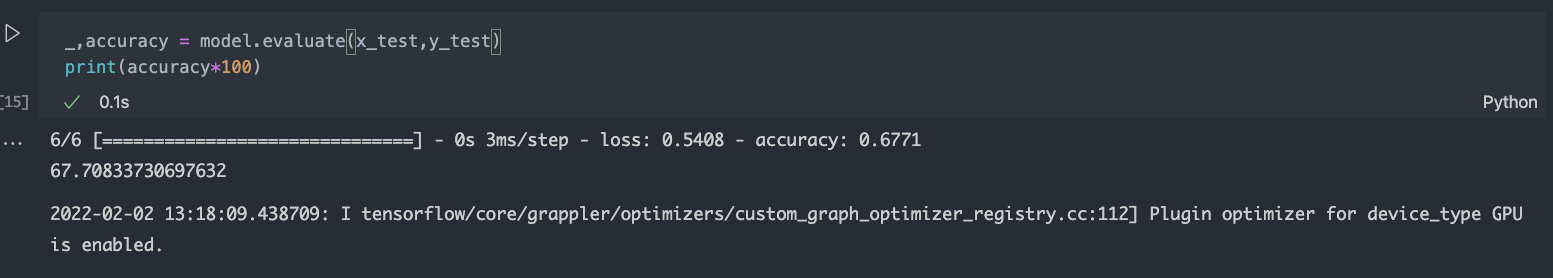 _,accuracy = model.evaluate(x_test,y_test)
print(accuracy*100)
[15]
0.1s
Python
... 6/6 [==============================] - 0s 3ms/step - loss: 0.5408 - accuracy: 0.6771
67.70833730697632
2022-02-02 13:18:09.438709: I tensorflow/core/grappler/optimizers/custom_graph_optimizer_registry.cc:112] Plugin optimizer for device_type GPU
is enabled.